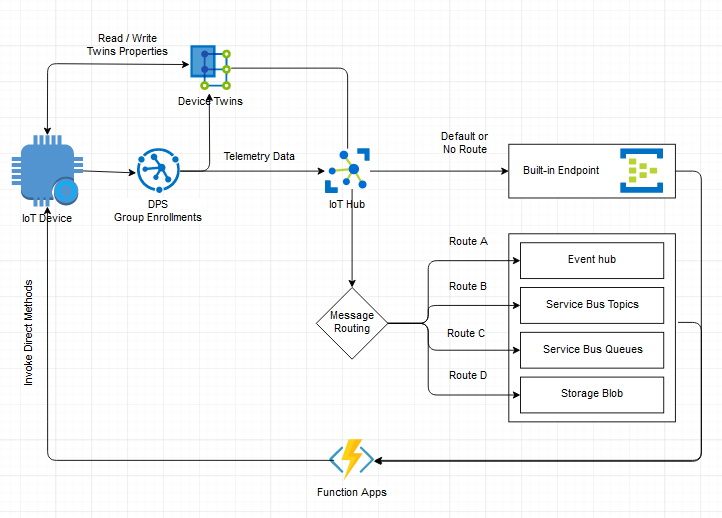 Read / Write
Twins Properties
Device Twins
Telemetry Data
Default or
No Route
Built-in Endpoint
IoT Device
DPS
Group Enrollments
IoT Hub
Route A
Event hub
Route B
Service Bus Topics
Message
Routing
Route C
Service Bus Queues
Route D
Storage Blob
Invoke Direct Methods
Function Apps